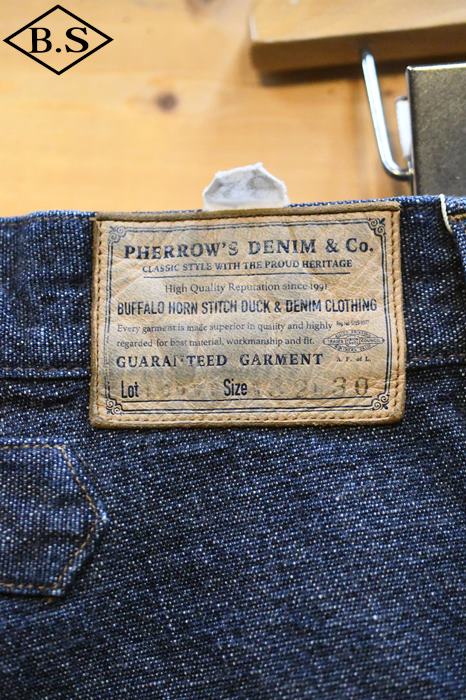 B.S
PHERROW'S DENIM & Co.
CLASSIC STYLE WITH THE PROUD HERITAGE
High Quality Reputation since 1991
BUFFALO HORN STITCH DUCK & DENIM CLOTHING
Every garment is made superior in quality and highly
regarded for best material, workmanship and fit.
GUARANTEED GARMENT
A. F. of L.
Lot Size 30